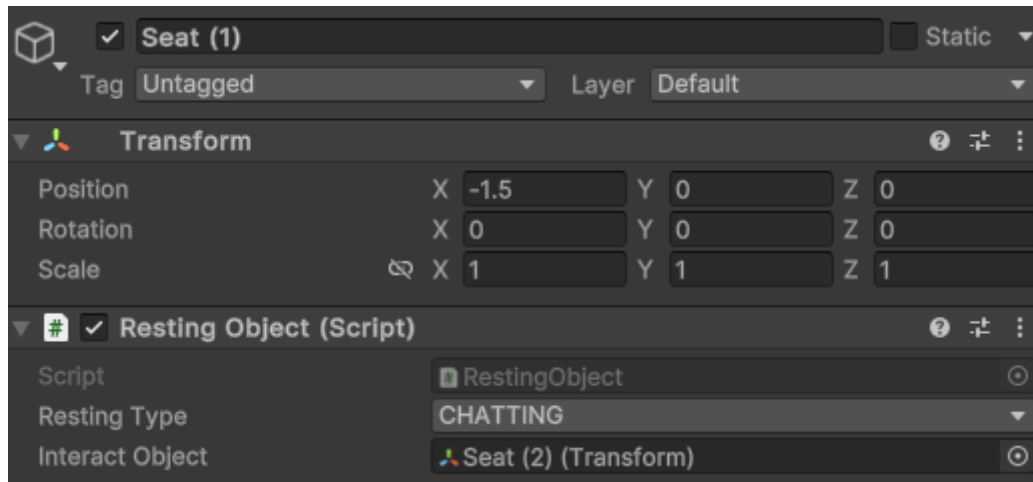 Seat (1) Static
Tag Untagged Layer Default
Transform
Position X -1.5 Y 0 Z 0
Rotation X 0 Y 0 Z 0
Scale X 1 Y 1 Z 1
# Resting Object (Script)
Script # RestingObject
Resting Type CHATTING
Interact Object Seat (2) (Transform)